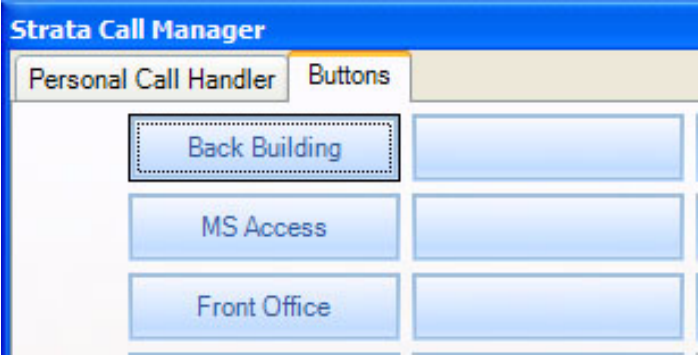 Strata Call Manager
Personal Call Handler Buttons
Back Building
MS Access
Front Office